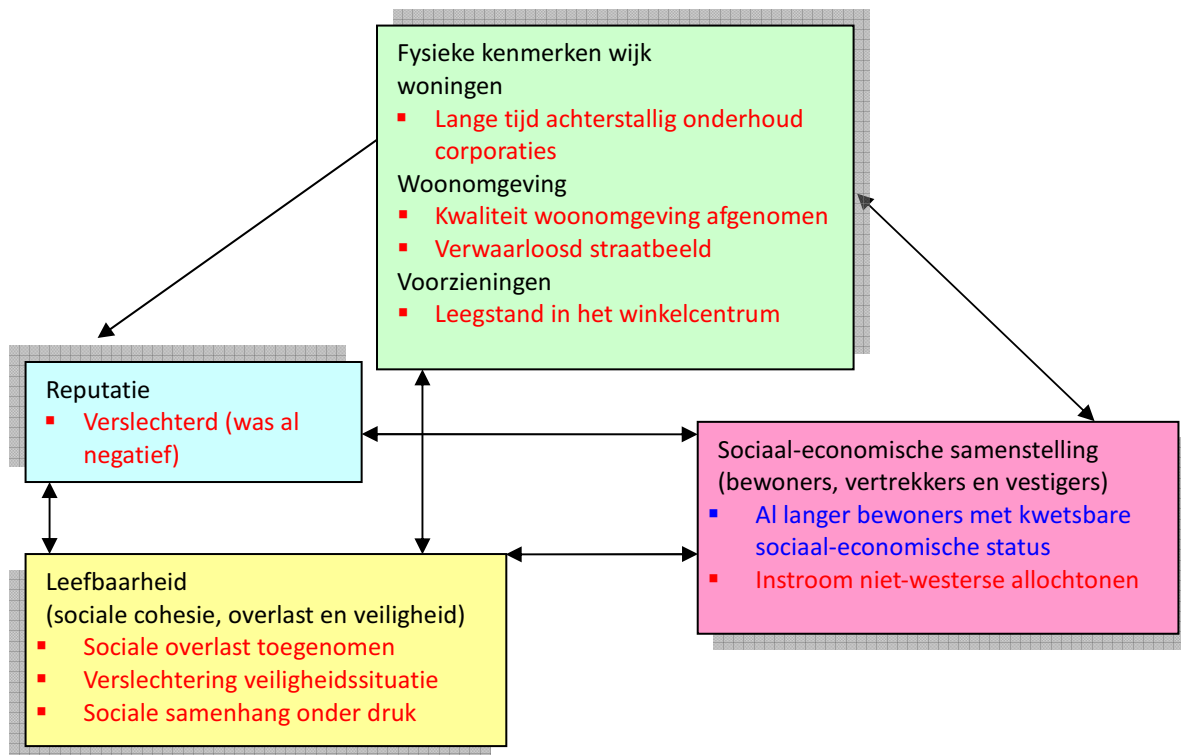 Fysieke kenmerken wijk
woningen
▪ Lange tijd achterstallig onderhoud
corporaties
Woonomgeving
▪ Kwaliteit woonomgeving afgenomen
▪ Verwaarloosd straatbeeld
Voorzieningen
▪ Leegstand in het winkelcentrum
Reputatie
▪ Verslechterd (was al
negatief)
Sociaal-economische samenstelling
(bewoners, vertrekkers en vestigers)
▪ Al langer bewoners met kwetsbare
sociaal-economische status
▪ Instroom niet-westerse allochtonen
Leefbaarheid
(sociale cohesie, overlast en veiligheid)
▪ Sociale overlast toegenomen
▪ Verslechtering veiligheidssituatie
▪ Sociale samenhang onder druk